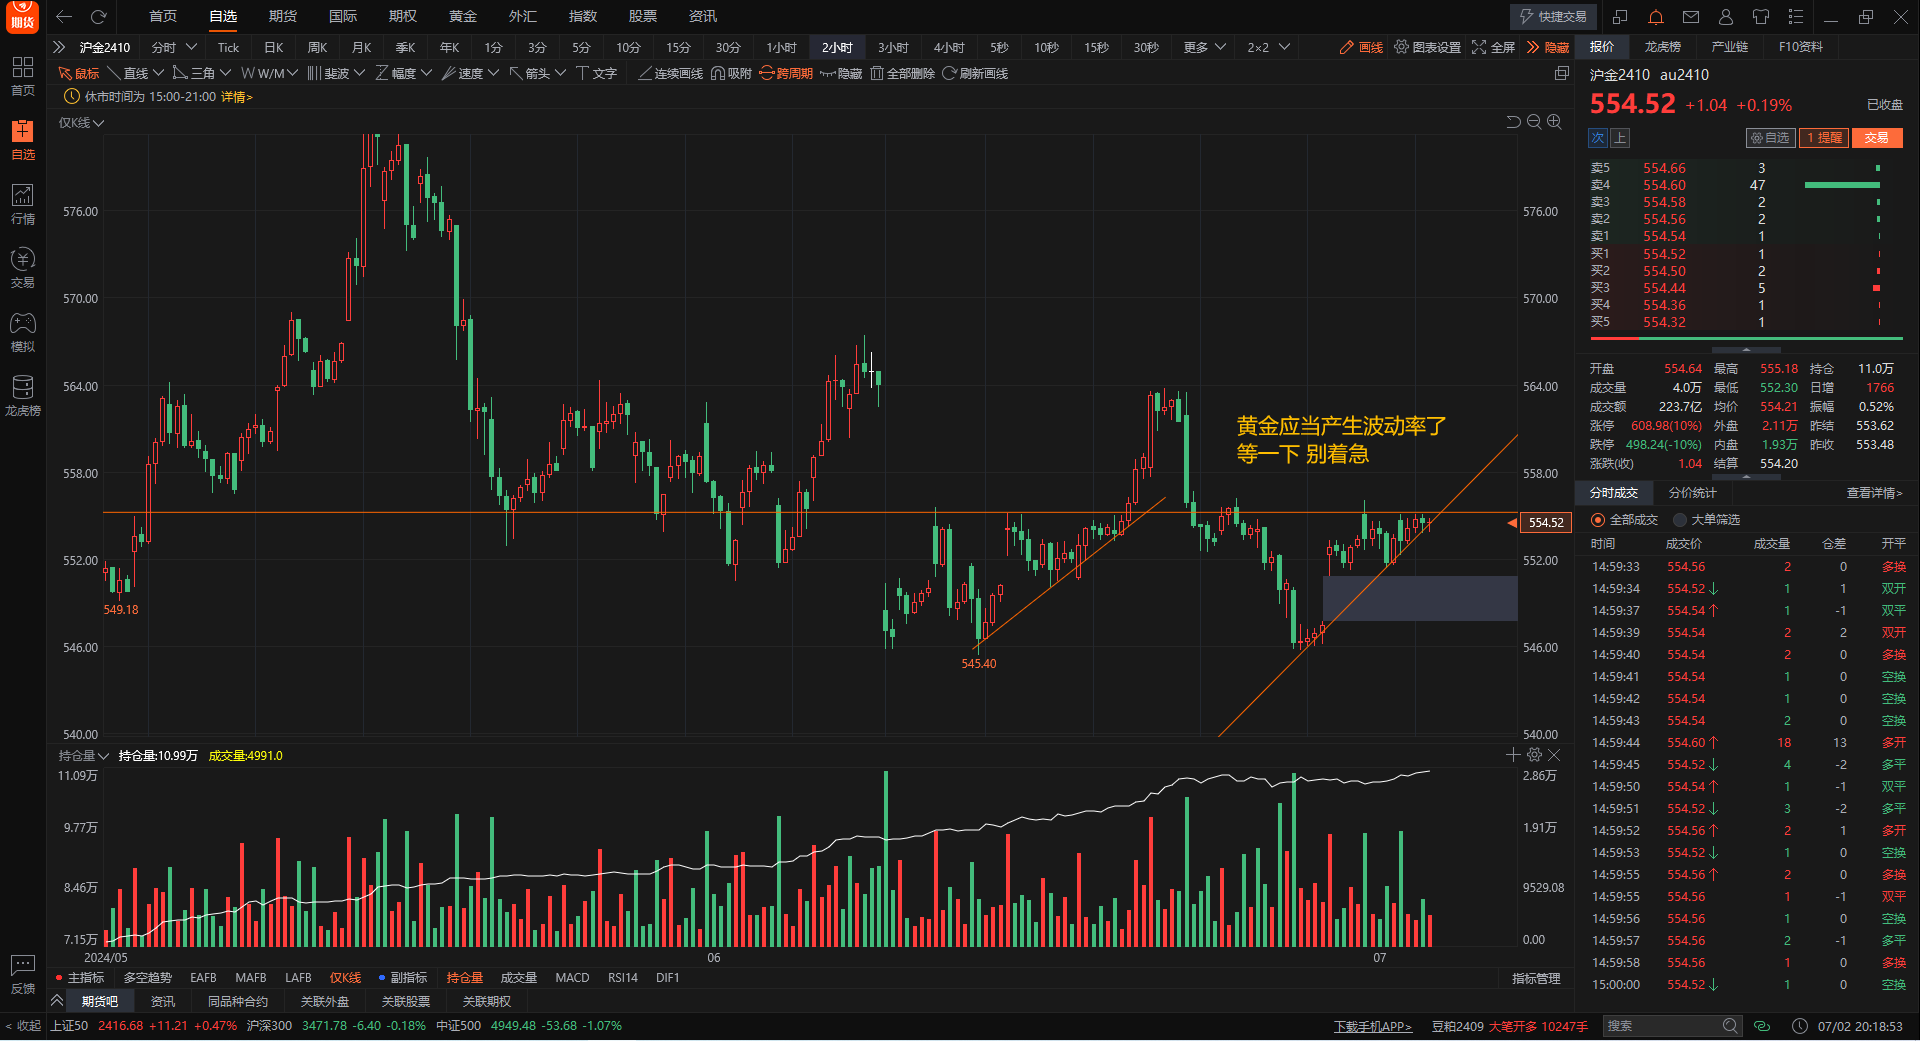 期货
首页 自选 期货 国际 期权 黄金 外汇 指数 股票 资讯
快捷交易
沪金2410 分时 Tick 日K 周K 月K 季K 年K 1分 3分 5分 10分 15分 30分 1小时 2小时 3小时 4小时 5秒 10秒 15秒 30秒 更多 2×2 画线 图表设置 全屏 隐藏
鼠标 直线 三角 W/M 斐波 幅度 速度 箭头 文字 连续画线 吸附 跨周期 隐藏 全部删除 刷新画线
休市时间为 15:00-21:00 详情>
仅K线
首页
自选
行情
交易
模拟
龙虎榜
反馈
< 收起
576.00 576.00
570.00 570.00
564.00 564.00
558.00 558.00
552.00 552.00
546.00 546.00
540.00 540.00
黄金应当产生波动率了
等一下 别着急
554.52
549.18
545.40
持仓量 持仓量:10.99万 成交量:4991.0
11.09万 2.86万
9.77万 1.91万
8.46万 9529.08
7.15万 0.00
2024/05 06 07
主指标 多空趋势 EAFB MAFB LAFB 仅K线 副指标 持仓量 成交量 MACD RSI14 DIF1 指标管理
期货吧 资讯 同品种合约 关联外盘 关联股票 关联期权
上证50 2416.68 +11.21 +0.47% 沪深300 3471.78 -6.40 -0.18% 中证500 4949.48 -53.68 -1.07%
下载手机APP> 豆粕2409 大笔开多 10247手 搜索 07/02 20:18:53
报价 龙虎榜 产业链 F10资料
沪金2410 au2410
554.52 +1.04 +0.19% 已收盘
次 上 自选 1 提醒 交易
卖5 554.66 3
卖4 554.60 47
卖3 554.58 2
卖2 554.56 2
卖1 554.54 1
买1 554.52 1
买2 554.50 2
买3 554.44 5
买4 554.36 1
买5 554.32 1
开盘 554.64 最高 555.18 持仓 11.0万
成交量 4.0万 最低 552.30 日增 1766
成交额 223.7亿 均价 554.21 振幅 0.52%
涨停 608.98(10%) 外盘 2.11万 昨结 553.62
跌停 498.24(-10%) 内盘 1.93万 昨收 553.48
涨跌(收) 1.04 结算 554.20
分时成交 分价统计 查看详情>
全部成交 大单筛选
时间 成交价 成交量 仓差 开平
14:59:33 554.56 2 0 多换
14:59:34 554.52↓ 1 1 双开
14:59:37 554.54↑ 1 -1 双平
14:59:39 554.54 2 2 双开
14:59:40 554.54 2 0 多换
14:59:41 554.54 1 0 空换
14:59:42 554.54 1 0 空换
14:59:43 554.54 2 0 空换
14:59:44 554.60↑ 18 13 多开
14:59:45 554.52↓ 4 -2 多平
14:59:50 554.54↑ 1 -1 双平
14:59:51 554.52↓ 3 -2 多平
14:59:52 554.56↑ 2 1 多开
14:59:53 554.52↓ 1 0 空换
14:59:55 554.56↑ 2 0 多换
14:59:55 554.56 1 -1 双平
14:59:56 554.56 1 0 空换
14:59:57 554.56 2 -1 多平
14:59:58 554.56 1 0 多换
15:00:00 554.52↓ 1 0 空换